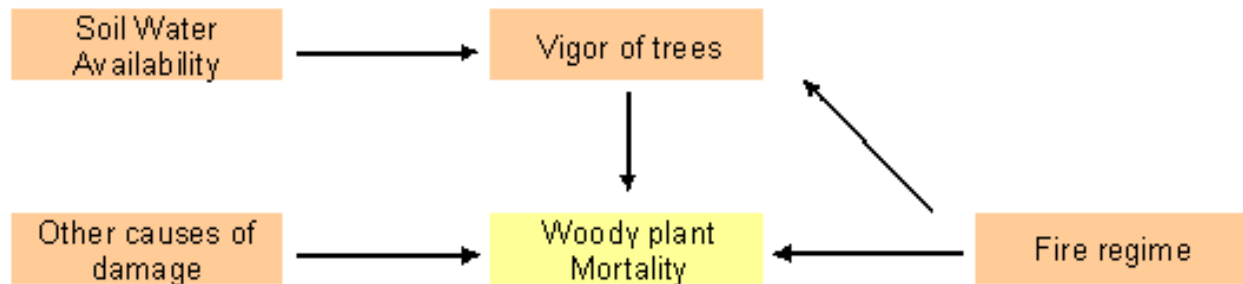 Soil Water
Availability
Vigor of trees
Other causes of
damage
Woody plant
Mortality
Fire regime